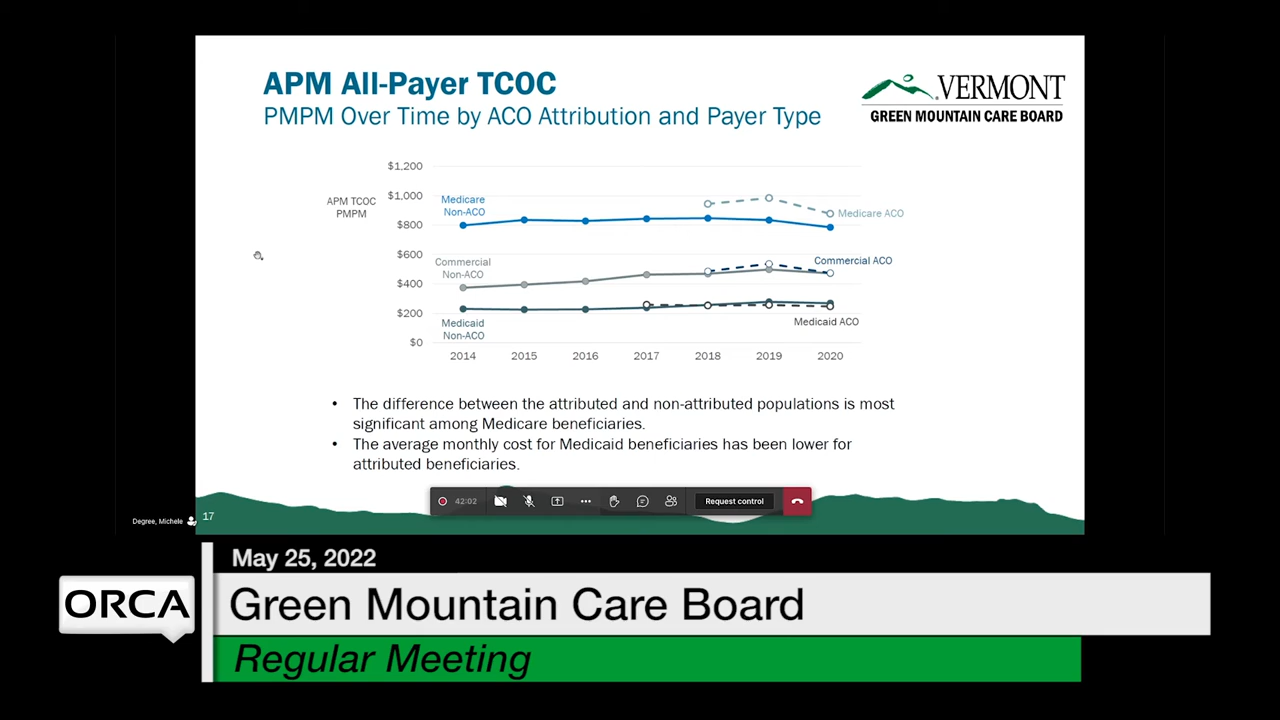 APM All-Payer TCOC
PMPM Over Time by ACO Attribution and Payer Type
VERMONT
GREEN MOUNTAIN CARE BOARD
APM TCOC
PMPM
$1,200
$1,000
$800
$600
$400
$200
$0
Medicare
Non-ACO
Medicare ACO
Commercial
Non-ACO
Commercial ACO
Medicaid
Non-ACO
Medicaid ACO
2014 2015 2016 2017 2018 2019 2020
• The difference between the attributed and non-attributed populations is most
significant among Medicare beneficiaries.
• The average monthly cost for Medicaid beneficiaries has been lower for
attributed beneficiaries.
42:02
Request control
Degree, Michele
17
May 25, 2022
ORCA
Green Mountain Care Board
Regular Meeting